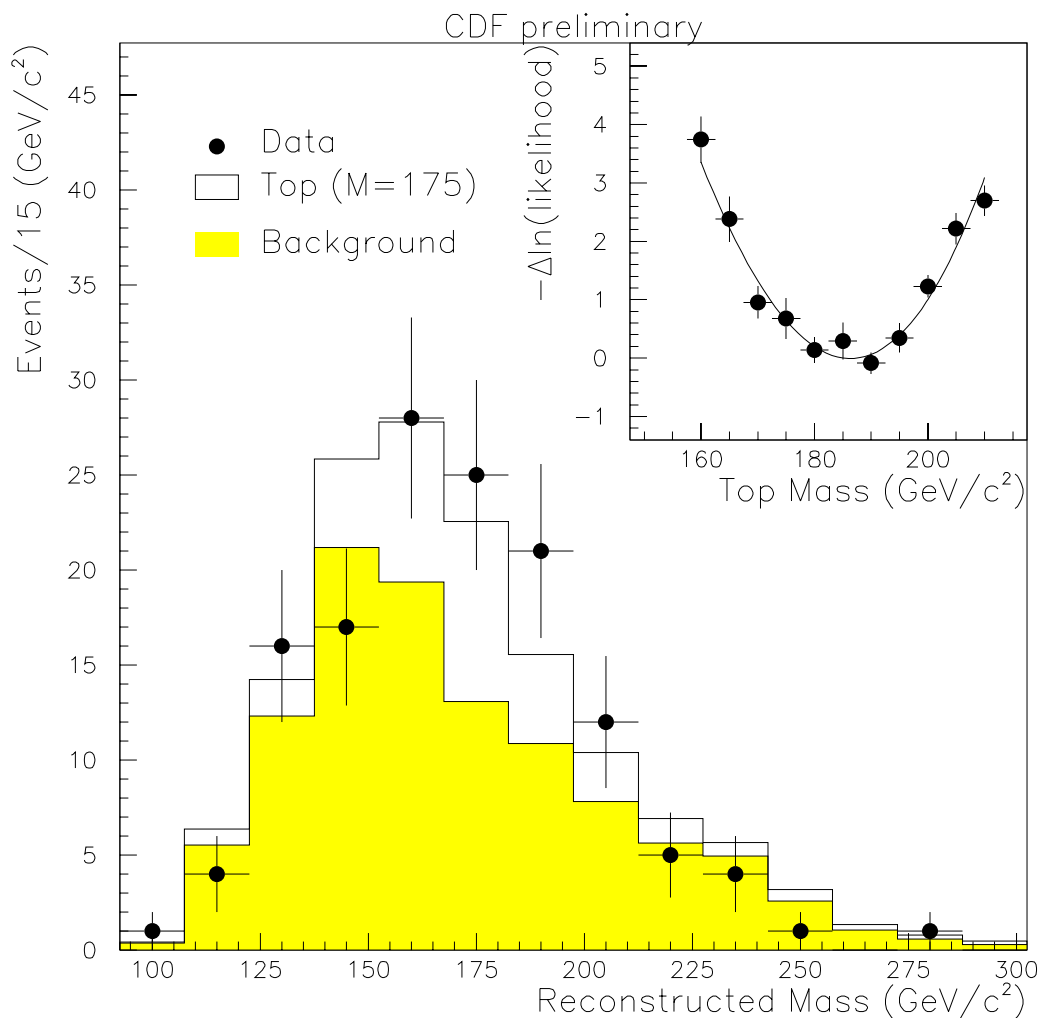 CDF preliminary
Events/15 (GeV/c²)
45
40
35
30
25
20
15
10
5
0
Data
Top (M=175)
Background
−Δln(likelihood)
5
4
3
2
1
0
−1
160 180 200
Top Mass (GeV/c²)
100 125 150 175 200 225 250 275 300
Reconstructed Mass (GeV/c²)